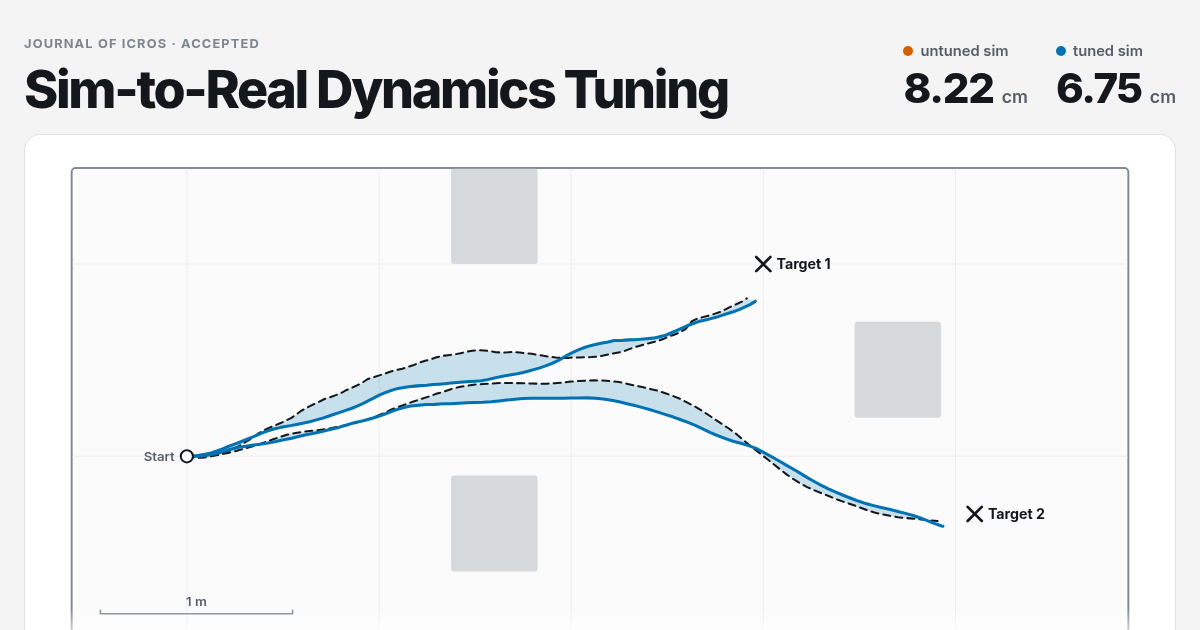 JOURNAL OF ICROS · ACCEPTED
Sim-to-Real Dynamics Tuning
untuned sim
8.22 cm
tuned sim
6.75 cm
Target 1
Start
Target 2
1 m